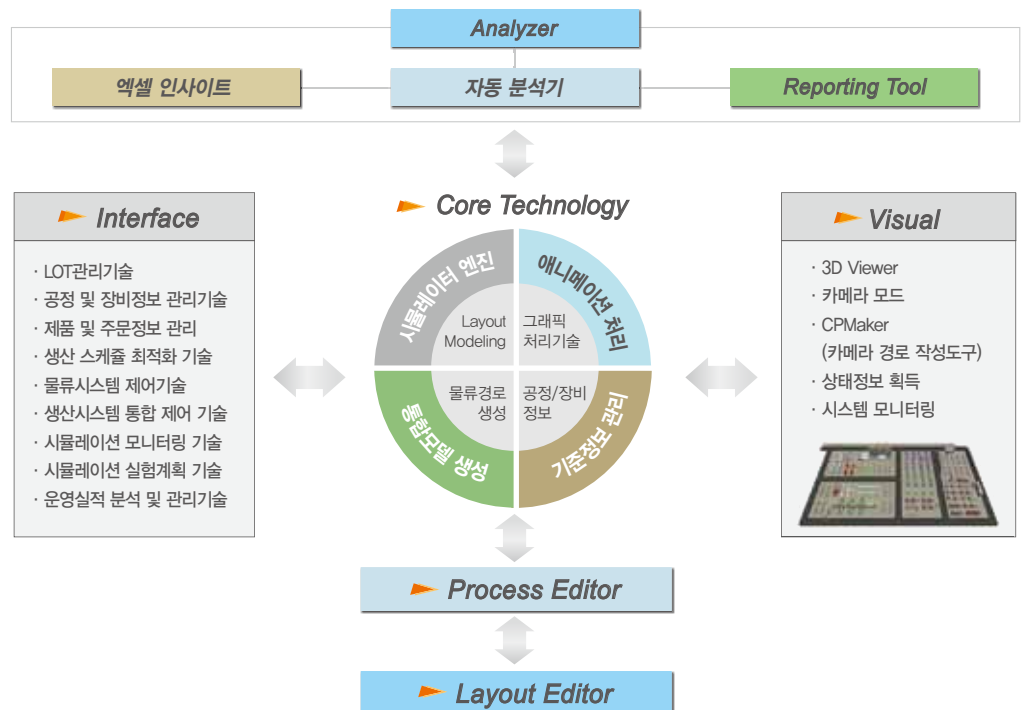 Analyzer
엑셀 인사이트
자동 분석기
Reporting Tool
Interface
· LOT관리기술
· 공정 및 장비정보 관리기술
· 제품 및 주문정보 관리
· 생산 스케쥴 최적화 기술
· 물류시스템 제어기술
· 생산시스템 통합 제어 기술
· 시뮬레이션 모니터링 기술
· 시뮬레이션 실험계획 기술
· 운영실적 분석 및 관리기술
Core Technology
시뮬레이터 엔진
애니메이션 처리
Layout
Modeling
그래픽
처리기술
물류경로
생성
공정/장비
정보
통합모델 생성
기준정보 관리
Visual
· 3D Viewer
· 카메라 모드
· CPMaker
(카메라 경로 작성도구)
· 상태정보 획득
· 시스템 모니터링
Process Editor
Layout Editor